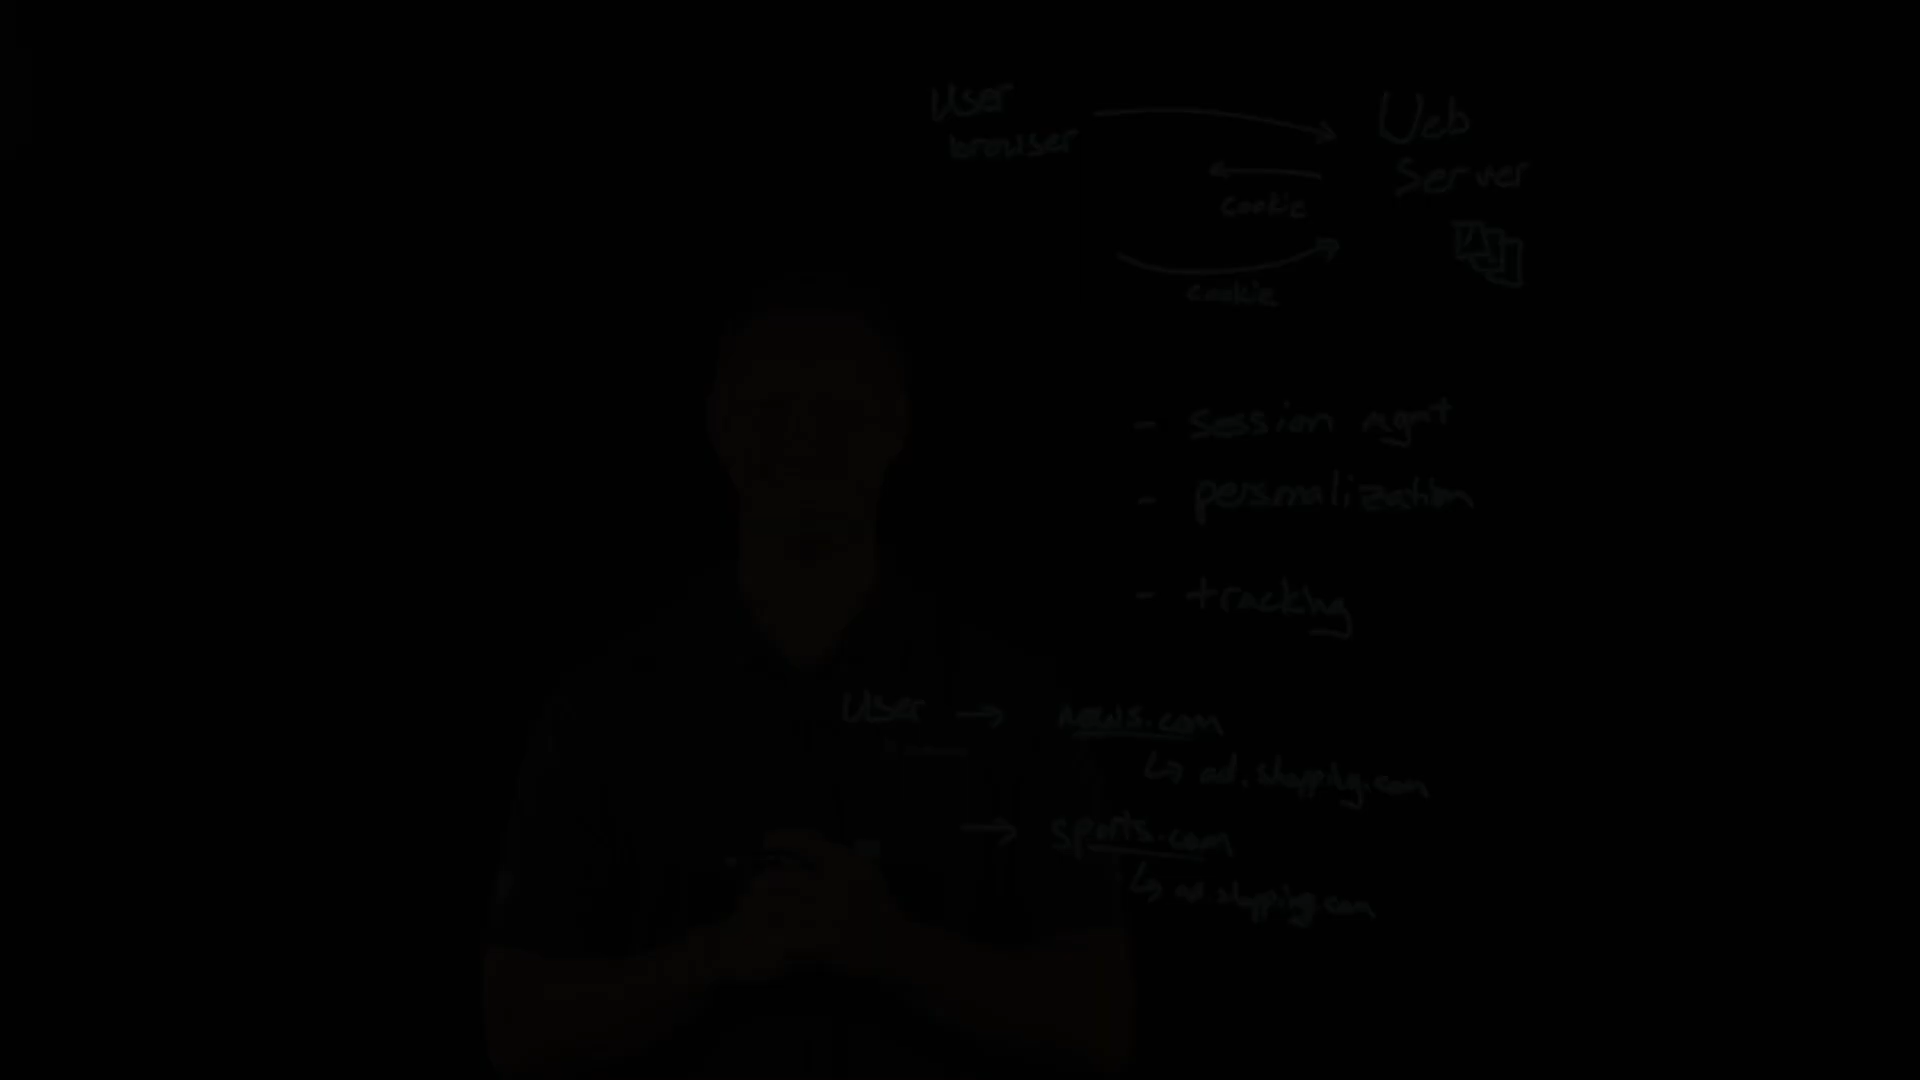 User
browser
Web
Server
cookie
cookie
- session mgmt
- personalization
- tracking
User → news.com
↳ ad.shopping.com
→ sports.com
↳ ad.shopping.com